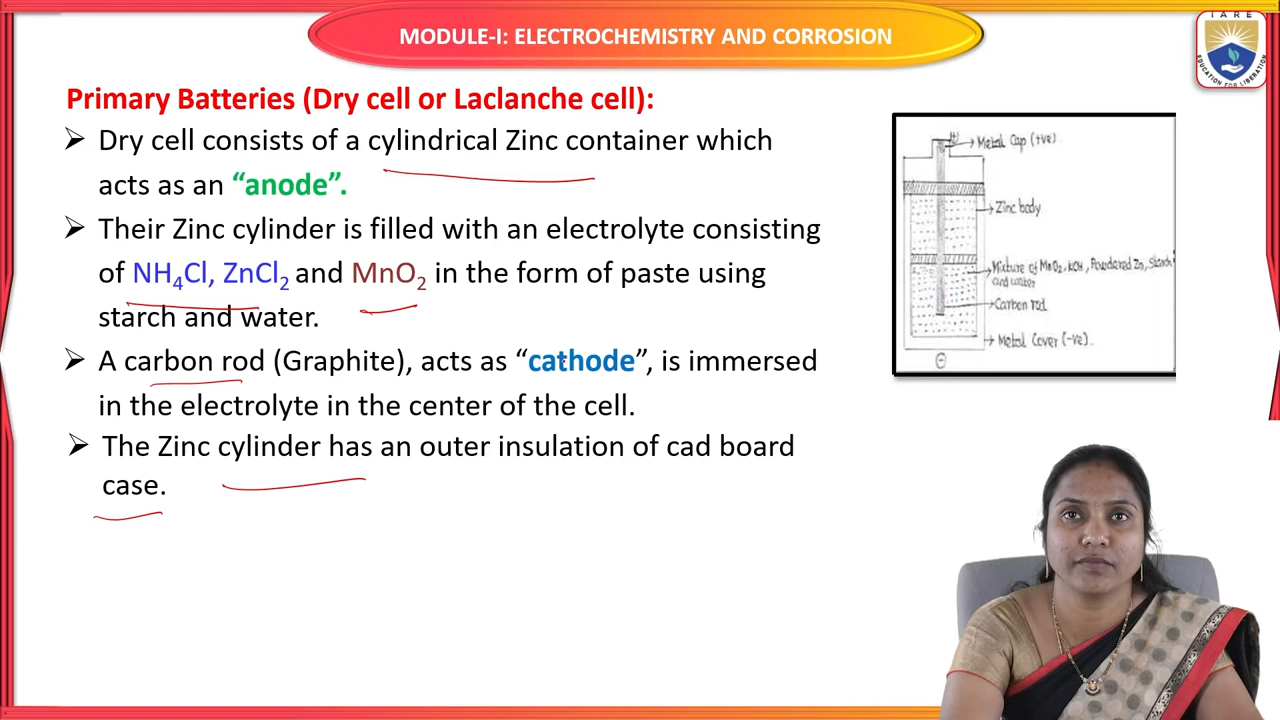 MODULE-I: ELECTROCHEMISTRY AND CORROSION
IARE
EDUCATION FOR LIBERATION
Primary Batteries (Dry cell or Laclanche cell):
➢ Dry cell consists of a cylindrical Zinc container which
acts as an “anode”.
➢ Their Zinc cylinder is filled with an electrolyte consisting
of NH₄Cl, ZnCl₂ and MnO₂ in the form of paste using
starch and water.
➢ A carbon rod (Graphite), acts as “cathode”, is immersed
in the electrolyte in the center of the cell.
➢ The Zinc cylinder has an outer insulation of cad board
case.
Metal Cap (+ve)
Zinc body
Mixture of MnO₂, KOH, Powdered Zn, Starch
and water
Carbon rod
Metal Cover (-ve)